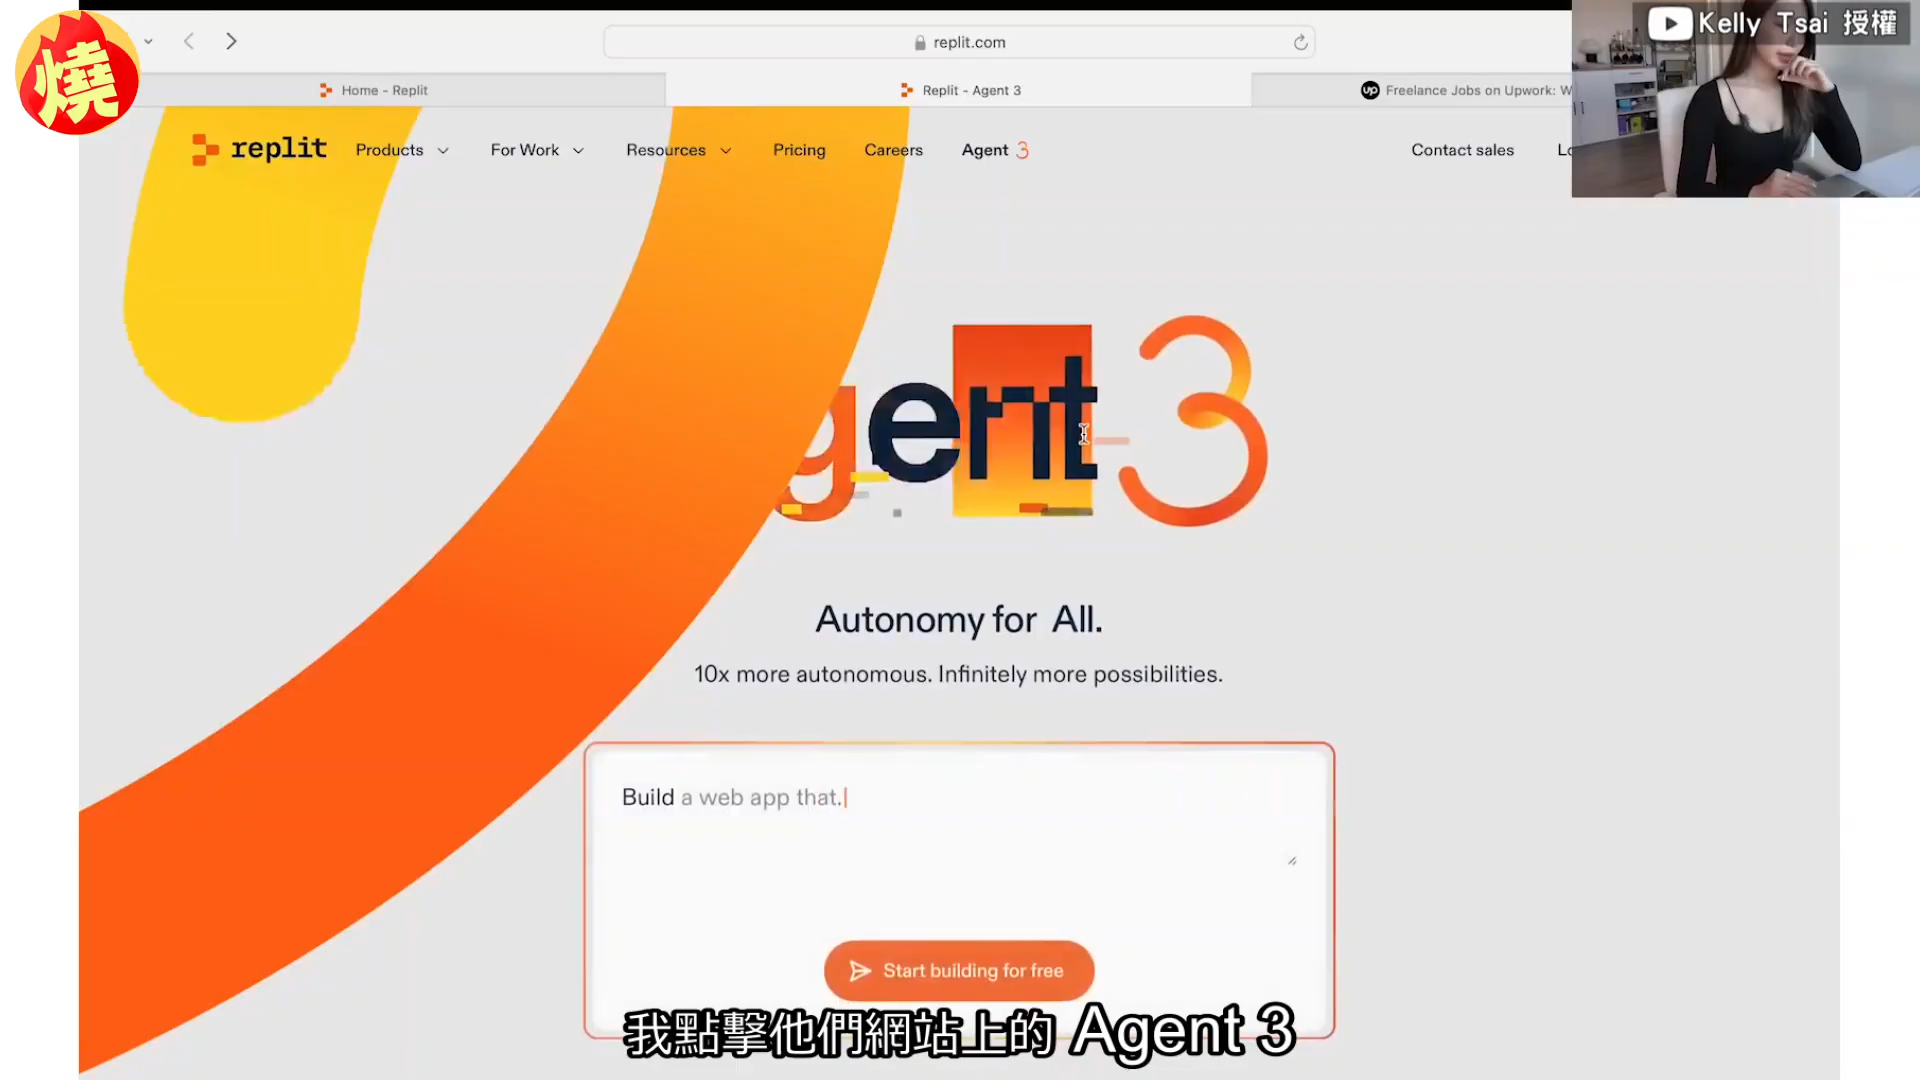 燒
replit.com
Kelly Tsai 授權
Home - Replit
Replit - Agent 3
Freelance Jobs on Upwork: W
replit
Products
For Work
Resources
Pricing
Careers
Agent 3
Contact sales
Lo
gent 3
Autonomy for All.
10x more autonomous. Infinitely more possibilities.
Build a web app that.
Start building for free
我點擊他們網站上的 Agent 3